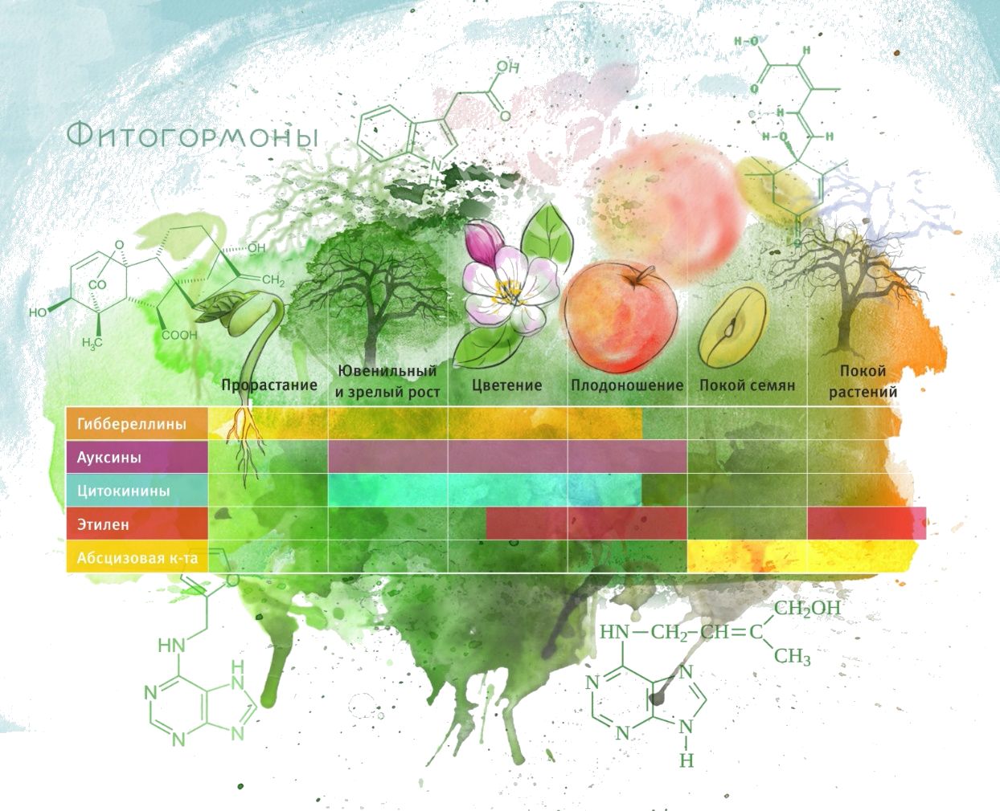 Фитогормоны
OH
O
N
H
H-O
H
O
H
H-O
H
O
O
CO
OH
CH₂
HO
H₃C
COOH
Прорастание
Ювенильный
и зрелый рост
Цветение
Плодоношение
Покой семян
Покой
растений
Гиббереллины
Ауксины
Цитокинины
Этилен
Абсцизовая к-та
O
HN
H
N
N
N
N
CH₂OH
HN—CH₂—CH=C
CH₃
N
N
N
N
H